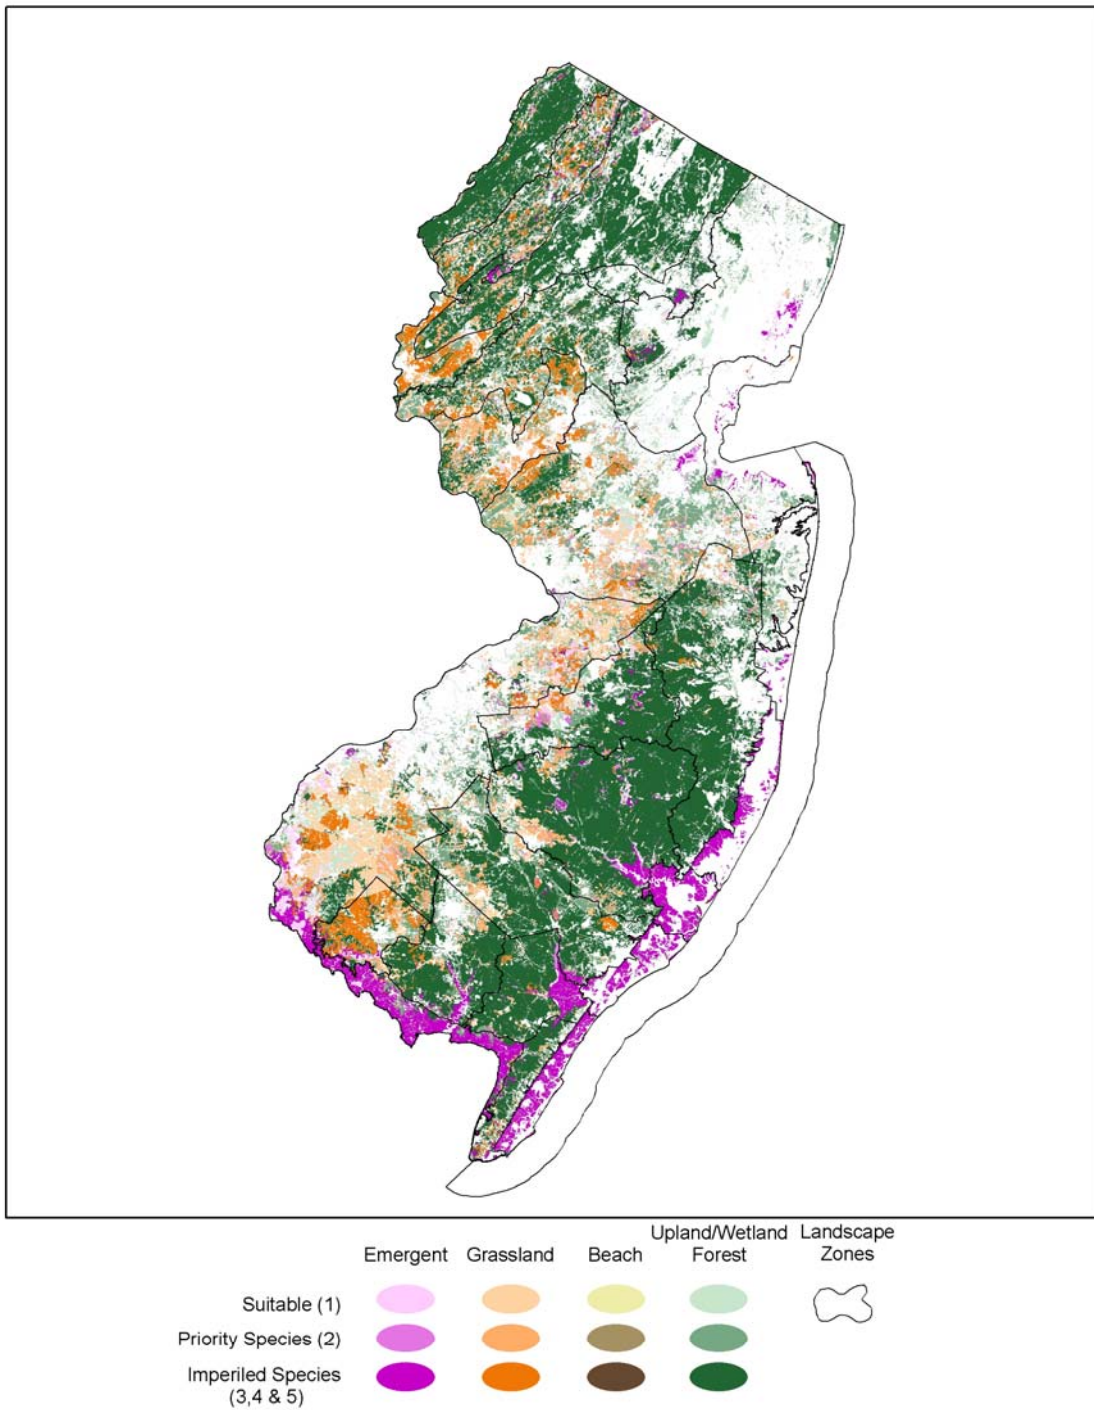 Emergent Grassland Beach Upland/Wetland Forest Landscape Zones
Suitable (1)
Priority Species (2)
Imperiled Species
(3,4 & 5)